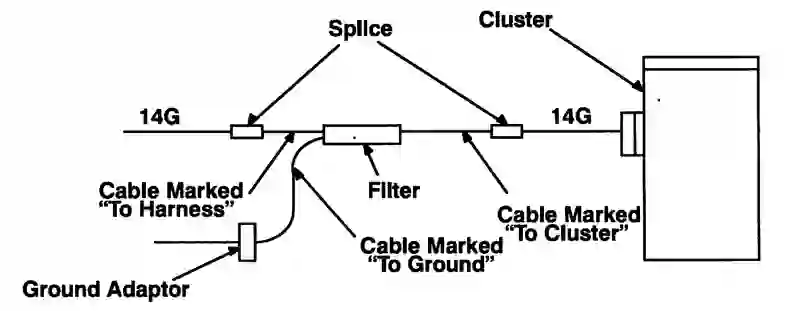 Splice
Cluster
14G
14G
Cable Marked
“To Harness”
Filter
Cable Marked
“To Cluster”
Cable Marked
“To Ground”
Ground Adaptor